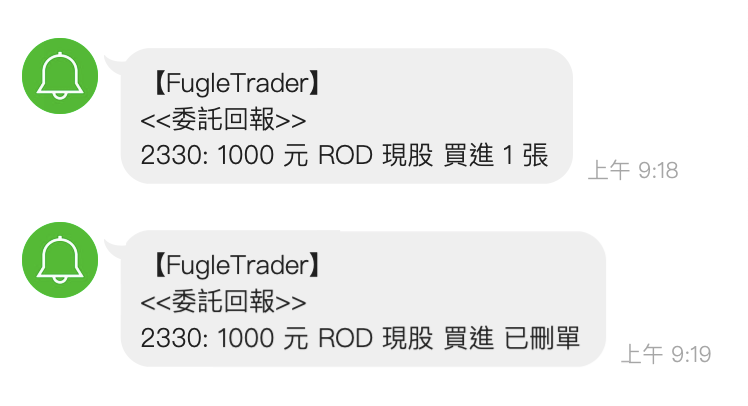 【FugleTrader】
<<委託回報>>
2330: 1000 元 ROD 現股 買進 1 張
上午 9:18
【FugleTrader】
<<委託回報>>
2330: 1000 元 ROD 現股 買進 已刪單
上午 9:19